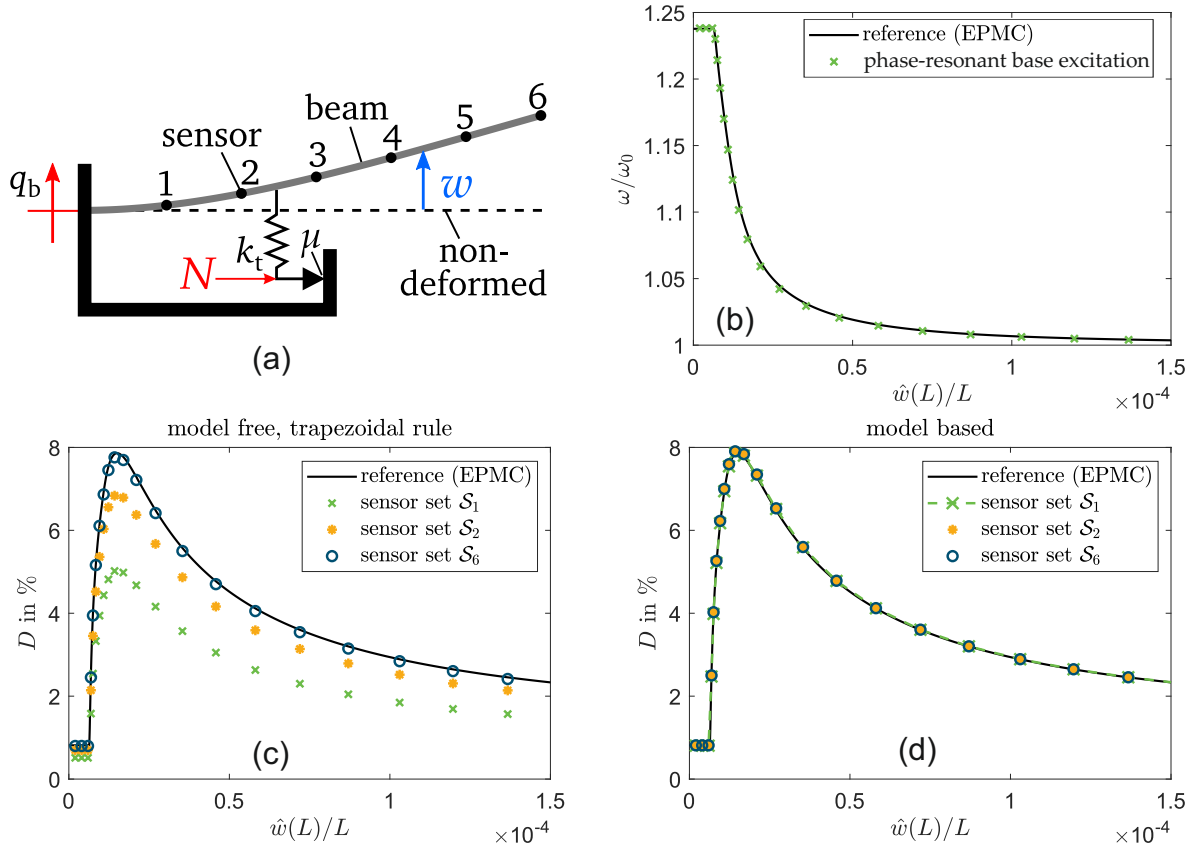 6
5
4
3
2
1
beam
sensor
q_b
w
k_t
μ
N
non-
deformed
(a)
1.25
1.2
1.15
1.1
1.05
1
ω/ω_0
reference (EPMC)
phase-resonant base excitation
(b)
0
0.5
1
1.5
ŵ(L)/L
×10^-4
model free, trapezoidal rule
8
6
4
2
0
D in %
reference (EPMC)
sensor set S_1
sensor set S_2
sensor set S_6
(c)
0
0.5
1
1.5
ŵ(L)/L
×10^-4
model based
8
6
4
2
0
D in %
reference (EPMC)
sensor set S_1
sensor set S_2
sensor set S_6
(d)
0
0.5
1
1.5
ŵ(L)/L
×10^-4